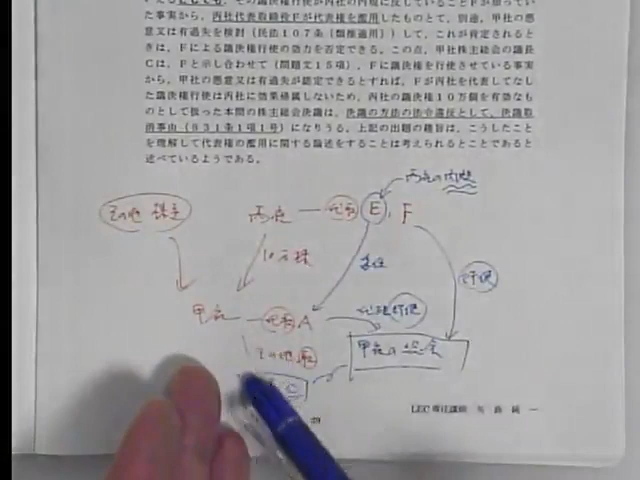 た事実から、丙社代表取締役Fが代表権を濫用したものとて、別途、甲社の悪
意又は有過失を検討（民法107条（類推適用））して、これが肯定されると
きは、Fによる議決権行使の効力を否定できる。この点、甲社株主総会の議長
Cは、Fと示し合わせて（問題文15項）、Fに議決権を行使させている事実
から、甲社の悪意又は有過失が認定できるとすれば、Fが丙社を代表してなし
た議決権行使は丙社に効果帰属しないため、丙社の議決権10万個を有効なも
のとして扱った本問の株主総会決議は、決議の方法の法令違反として、決議取
消事由（831条1項1号）になりうる。上記の出題の趣旨は、こうしたこと
を理解して代表権の濫用に関する論述をすることは考えられるとことであると
述べているようである。
丙社の内規
その他 株主
丙社 ― 代表 E、F
10万株
委任
行使
甲社 ― 代表 A
代理行使
その他
甲社の総会
C
39
LEC専任講師 矢島純一